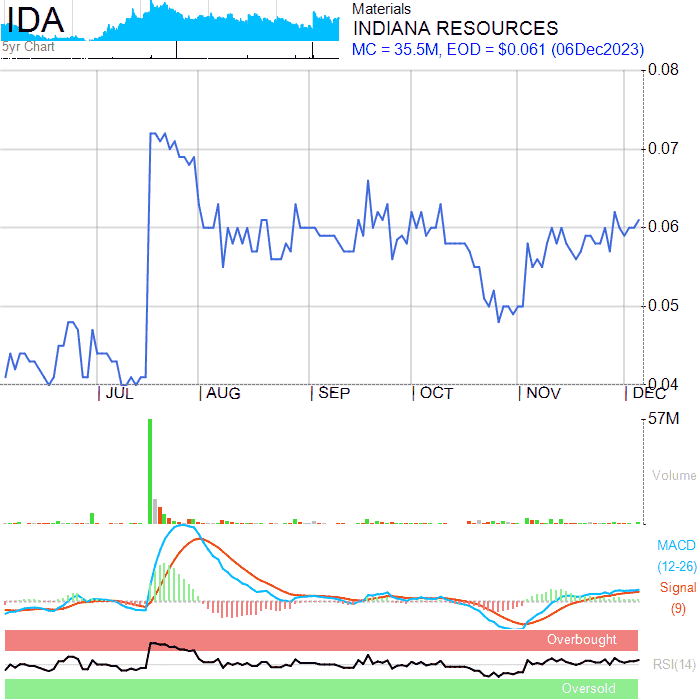 IDA
5yr Chart
Materials
INDIANA RESOURCES
MC = 35.5M, EOD = $0.061 (06Dec2023)
0.08
0.07
0.06
0.05
0.04
JUL
AUG
SEP
OCT
NOV
DEC
57M
Volume
MACD
(12-26)
Signal
(9)
Overbought
RSI(14)
Oversold